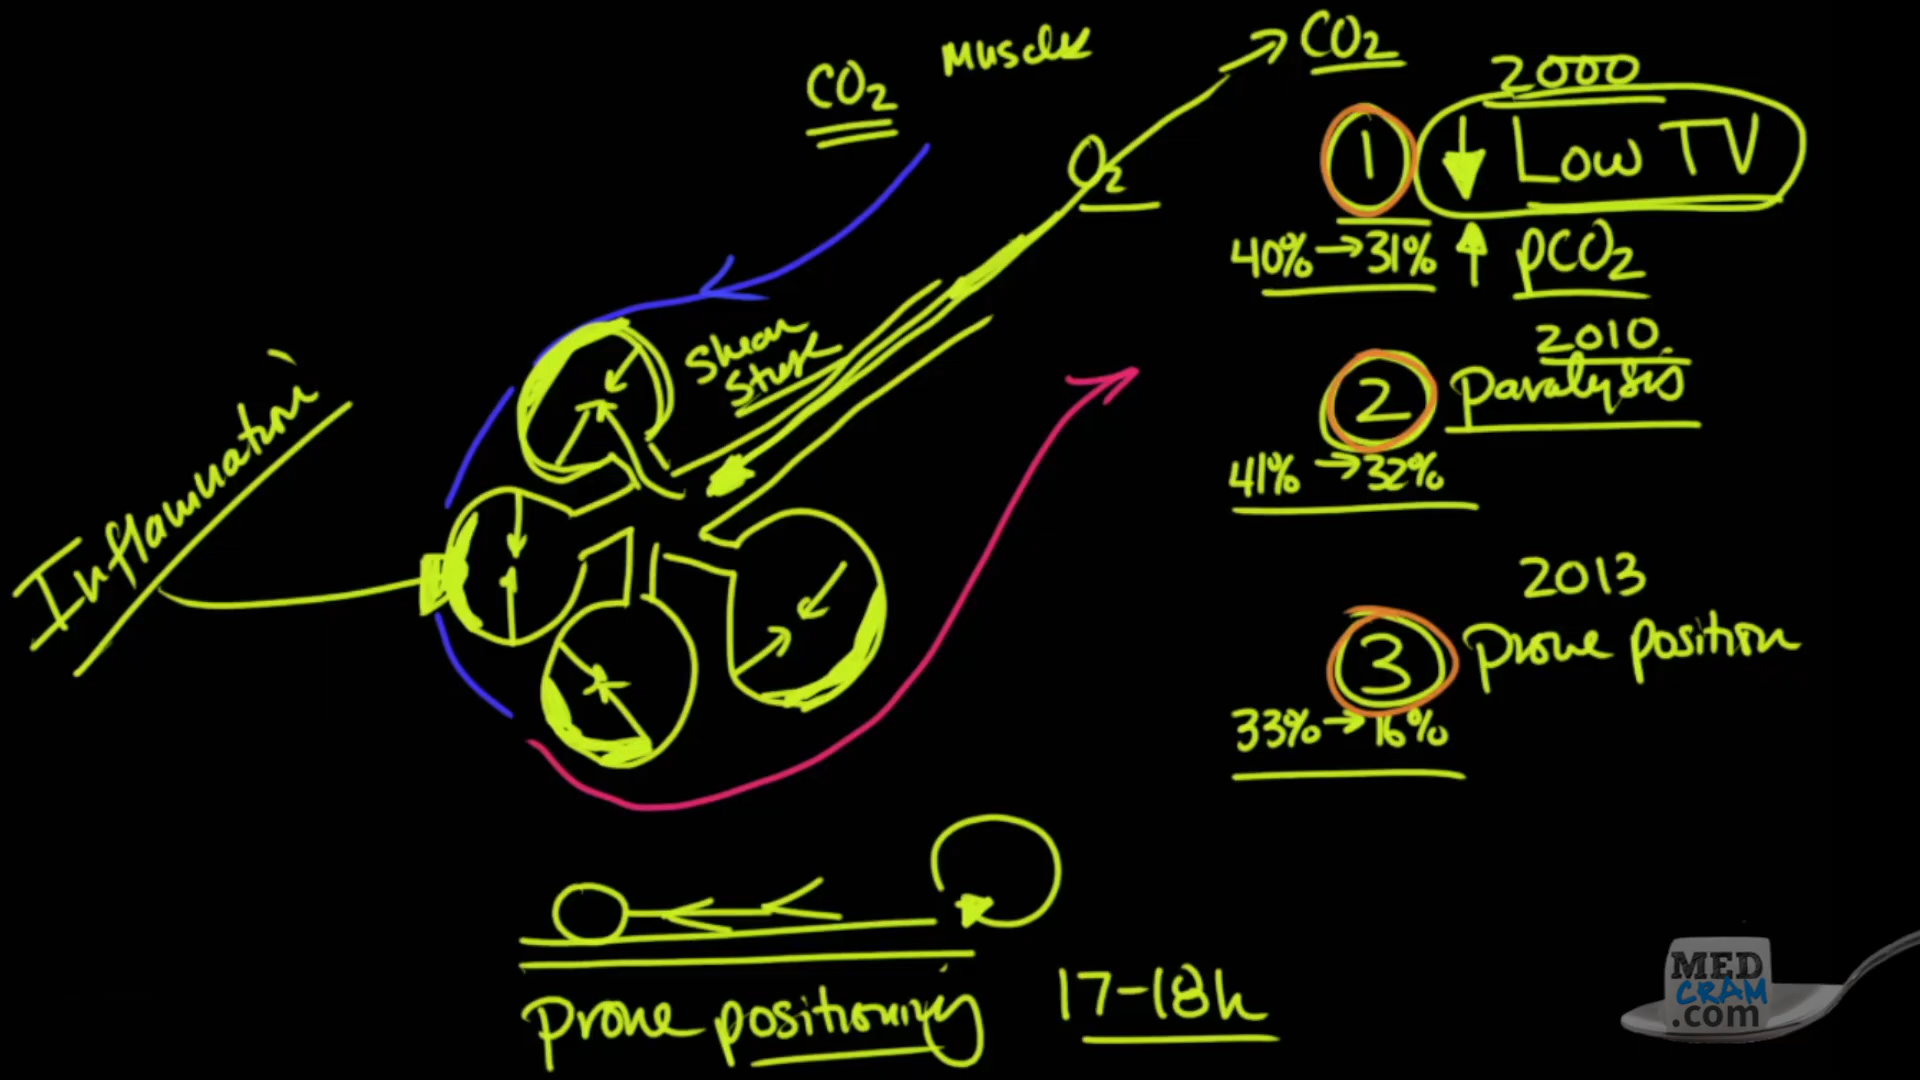 CO2
Muscle
CO2
O2
Inflammation
Shear
Stress
2000
1 ↓ Low TV
40% → 31% ↑ pCO2
2010
2 Paralysis
41% → 32%
2013
3 Prone position
33% → 16%
Prone positioning 17-18h
MED
CRAM
.com